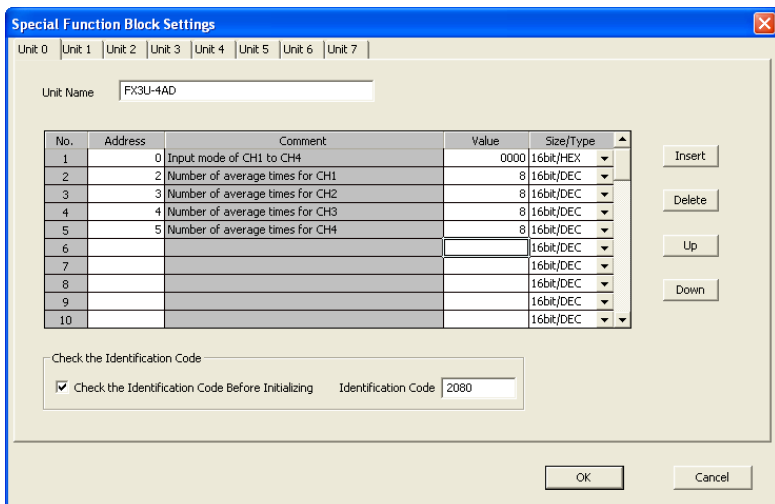 Special Function Block Settings
Unit 0 Unit 1 Unit 2 Unit 3 Unit 4 Unit 5 Unit 6 Unit 7
Unit Name FX3U-4AD
No. Address Comment Value Size/Type
1 0 Input mode of CH1 to CH4 0000 16bit/HEX
2 2 Number of average times for CH1 8 16bit/DEC
3 3 Number of average times for CH2 8 16bit/DEC
4 4 Number of average times for CH3 8 16bit/DEC
5 5 Number of average times for CH4 8 16bit/DEC
6 16bit/DEC
7 16bit/DEC
8 16bit/DEC
9 16bit/DEC
10 16bit/DEC
Insert
Delete
Up
Down
Check the Identification Code
Check the Identification Code Before Initializing Identification Code 2080
OK Cancel